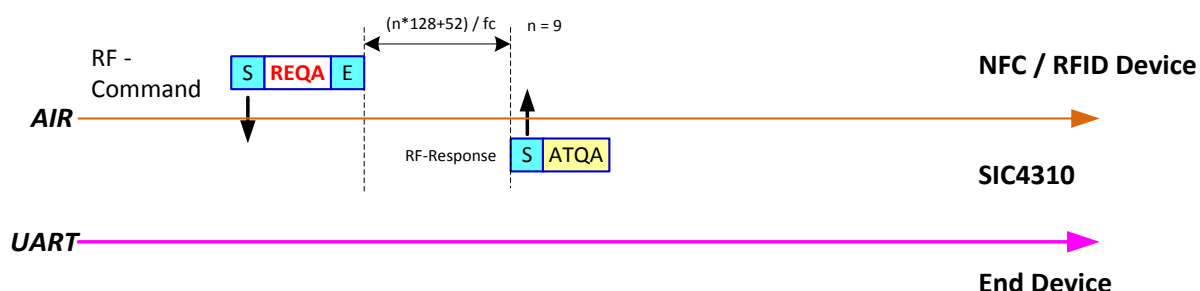 (n*128+52) / fc
n = 9
RF -
Command
S REQA E
NFC / RFID Device
AIR
RF-Response
S ATQA
SIC4310
UART
End Device